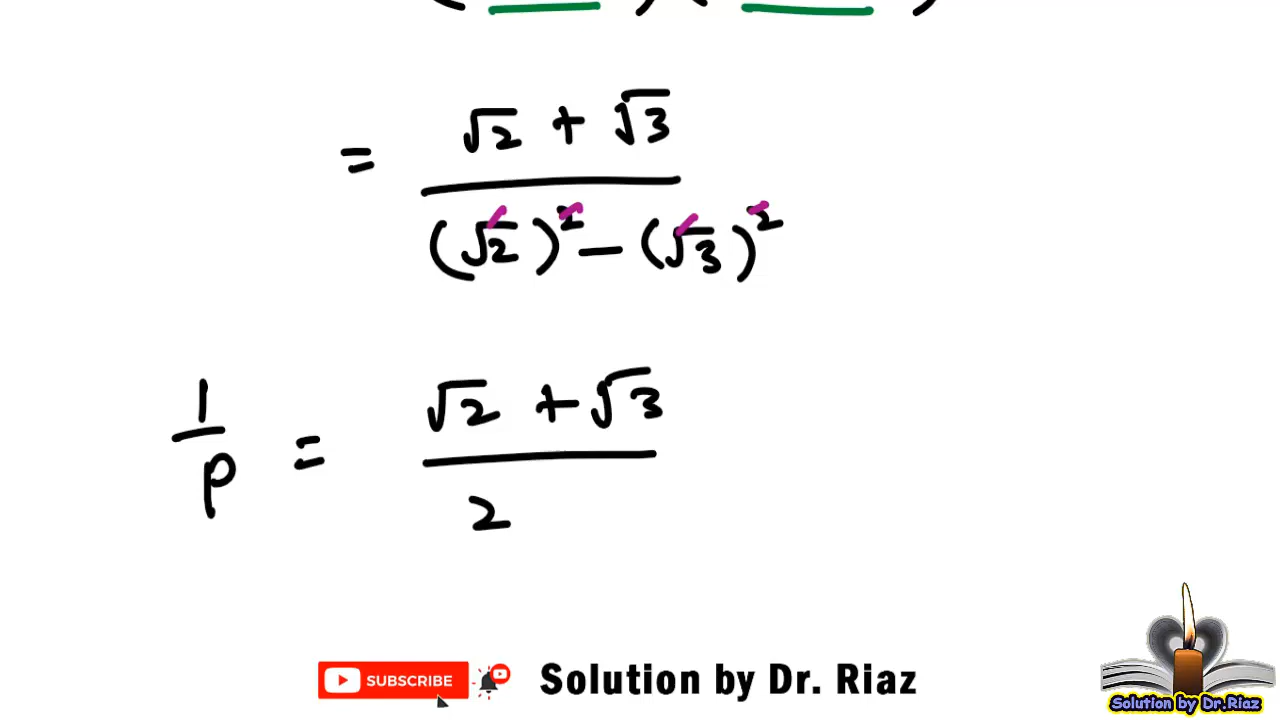 = (√2 + √3) / ((√2)² − (√3)²)
1/p = (√2 + √3) / 2
SUBSCRIBE Solution by Dr. Riaz
Solution by Dr.Riaz